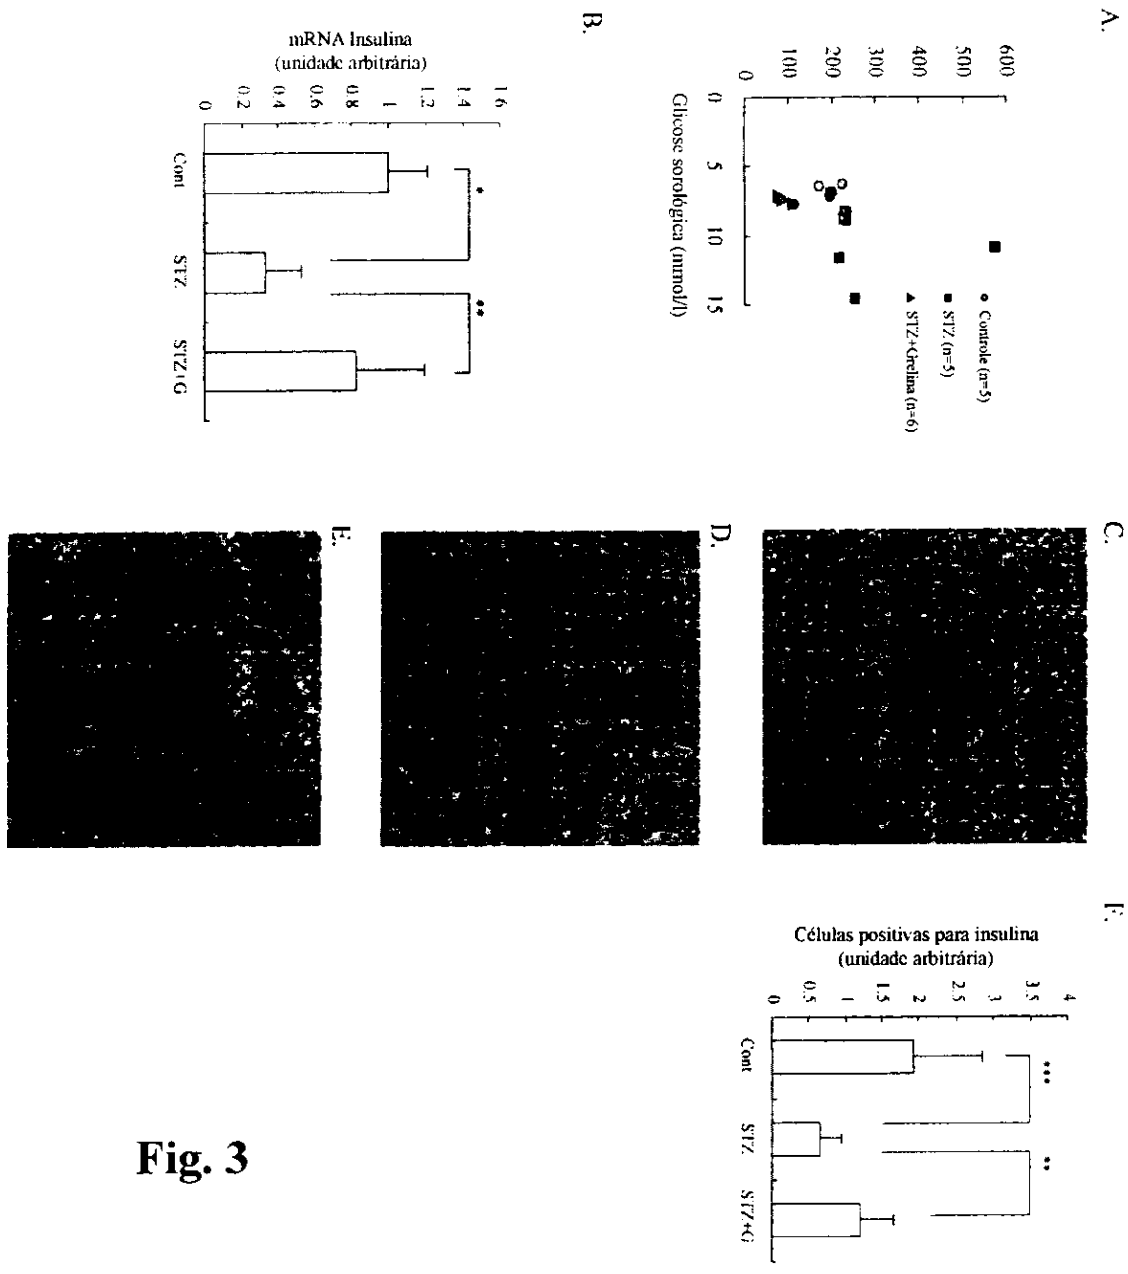 A.
600
500
400
300
200
100
0
0
5
10
15
Glicose sorológica (mmol/l)
Controle (n=5)
STZ (n=5)
STZ+Grelina (n=6)
B.
mRNA Insulina
(unidade arbitrária)
1.6
1.4
1.2
1
0.8
0.6
0.4
0.2
0
*
**
Cont
STZ
STZ+G
C.
D.
E.
F.
Células positivas para insulina
(unidade arbitrária)
4
3.5
3
2.5
2
1.5
1
0.5
0
***
**
Cont
STZ
STZ+G
Fig. 3